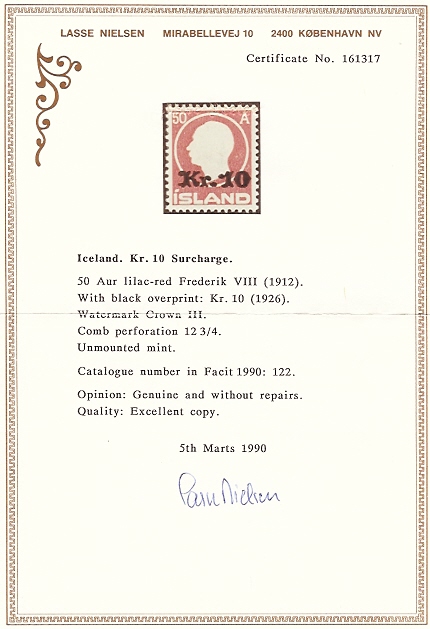 LASSE NIELSEN MIRABELLEVEJ 10 2400 KØBENHAVN NV
Certificate No. 161317
50 A
Kr. 10
ÍSLAND
Iceland. Kr. 10 Surcharge.
50 Aur lilac-red Frederik VIII (1912).
With black overprint: Kr. 10 (1926).
Watermark Crown III.
Comb perforation 12 3/4.
Unmounted mint.
Catalogue number in Facit 1990: 122.
Opinion: Genuine and without repairs.
Quality: Excellent copy.
5th Marts 1990
Lasse Nielsen